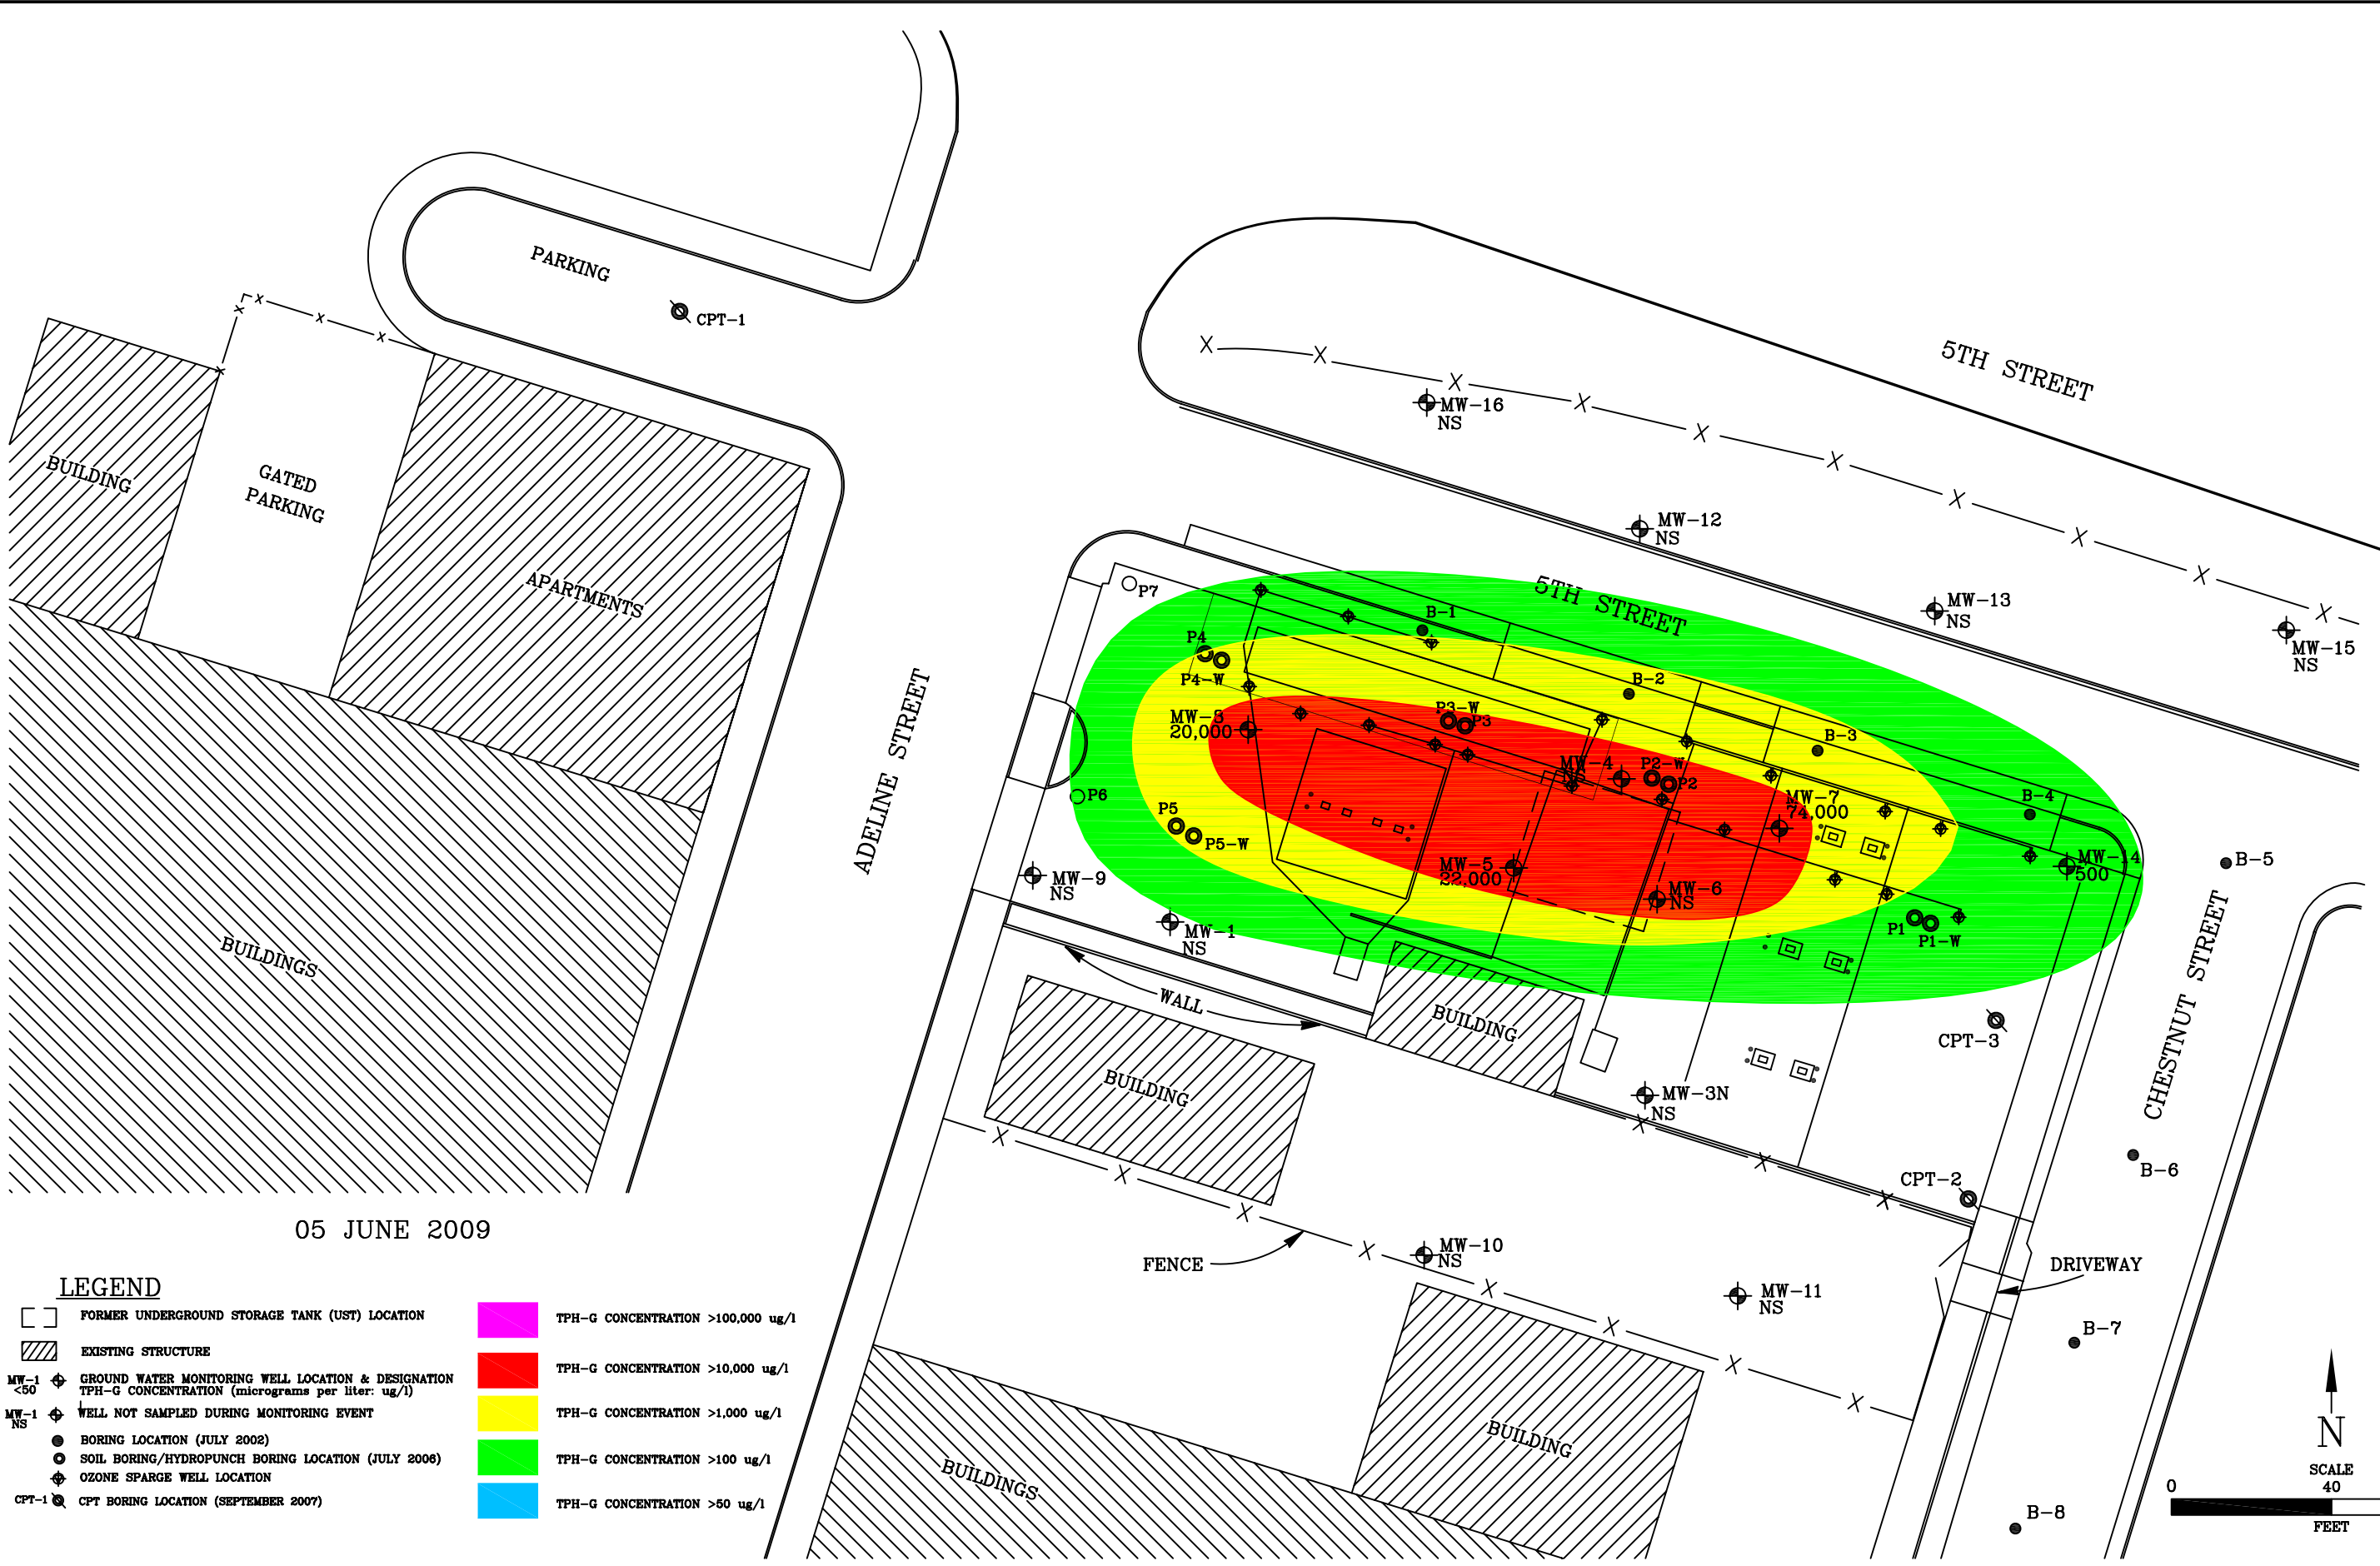 PARKING
CPT-1
5TH STREET
MW-16
NS
BUILDING
GATED
PARKING
MW-12
NS
APARTMENTS
P7
5TH STREET
B-1
MW-13
NS
MW-15
NS
P4
P4-W
B-2
MW-3
20,000
P3-W
P3
B-3
ADELINE STREET
MW-4
NS
P2-W
P2
P6
P5
P5-W
MW-7
74,000
B-4
MW-5
22,000
MW-6
NS
MW-14
500
B-5
MW-9
NS
MW-1
NS
P1
P1-W
BUILDINGS
WALL
BUILDING
CHESTNUT STREET
CPT-3
BUILDING
MW-3N
NS
B-6
CPT-2
MW-10
NS
FENCE
DRIVEWAY
MW-11
NS
B-7
BUILDING
BUILDINGS
B-8
05 JUNE 2009
LEGEND
FORMER UNDERGROUND STORAGE TANK (UST) LOCATION
EXISTING STRUCTURE
MW-1
<50
GROUND WATER MONITORING WELL LOCATION & DESIGNATION
TPH-G CONCENTRATION (micrograms per liter: ug/l)
MW-1
NS
WELL NOT SAMPLED DURING MONITORING EVENT
BORING LOCATION (JULY 2002)
SOIL BORING/HYDROPUNCH BORING LOCATION (JULY 2006)
OZONE SPARGE WELL LOCATION
CPT-1
CPT BORING LOCATION (SEPTEMBER 2007)
TPH-G CONCENTRATION >100,000 ug/l
TPH-G CONCENTRATION >10,000 ug/l
TPH-G CONCENTRATION >1,000 ug/l
TPH-G CONCENTRATION >100 ug/l
TPH-G CONCENTRATION >50 ug/l
N
SCALE
0
40
FEET